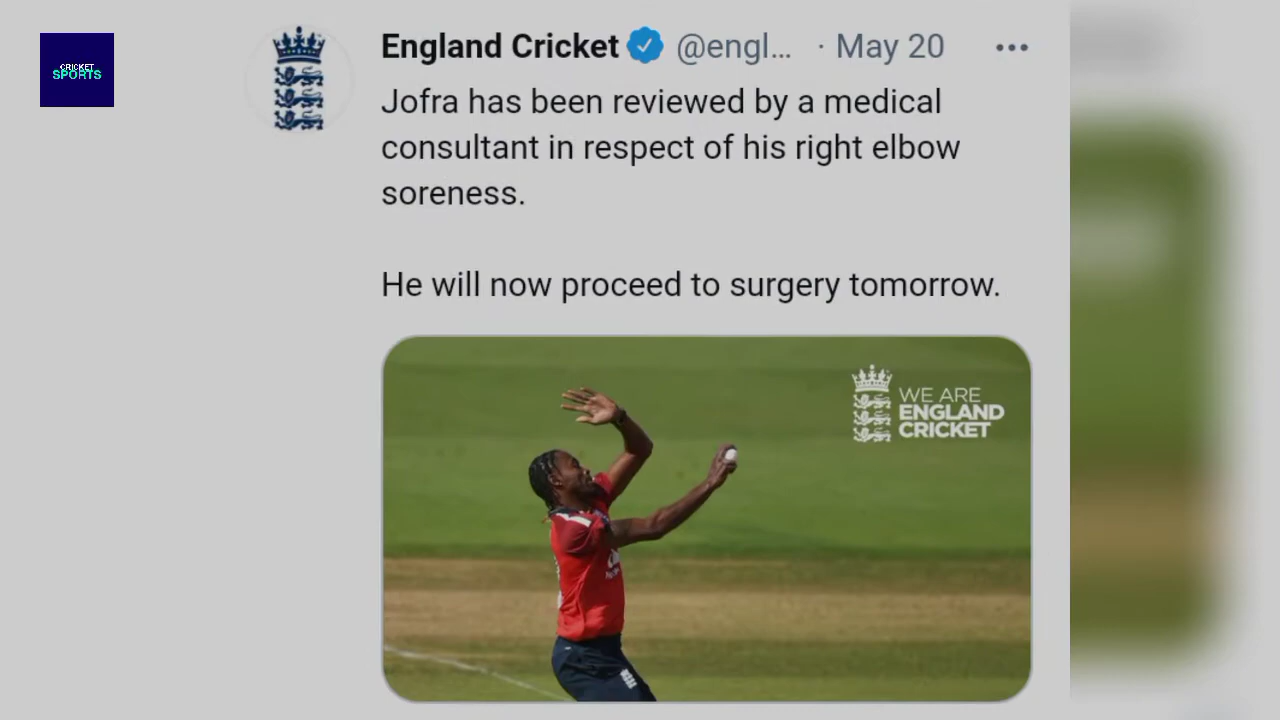 CRICKET
SPORTS
England Cricket @engl... · May 20
Jofra has been reviewed by a medical
consultant in respect of his right elbow
soreness.
He will now proceed to surgery tomorrow.
WE ARE
ENGLAND
CRICKET